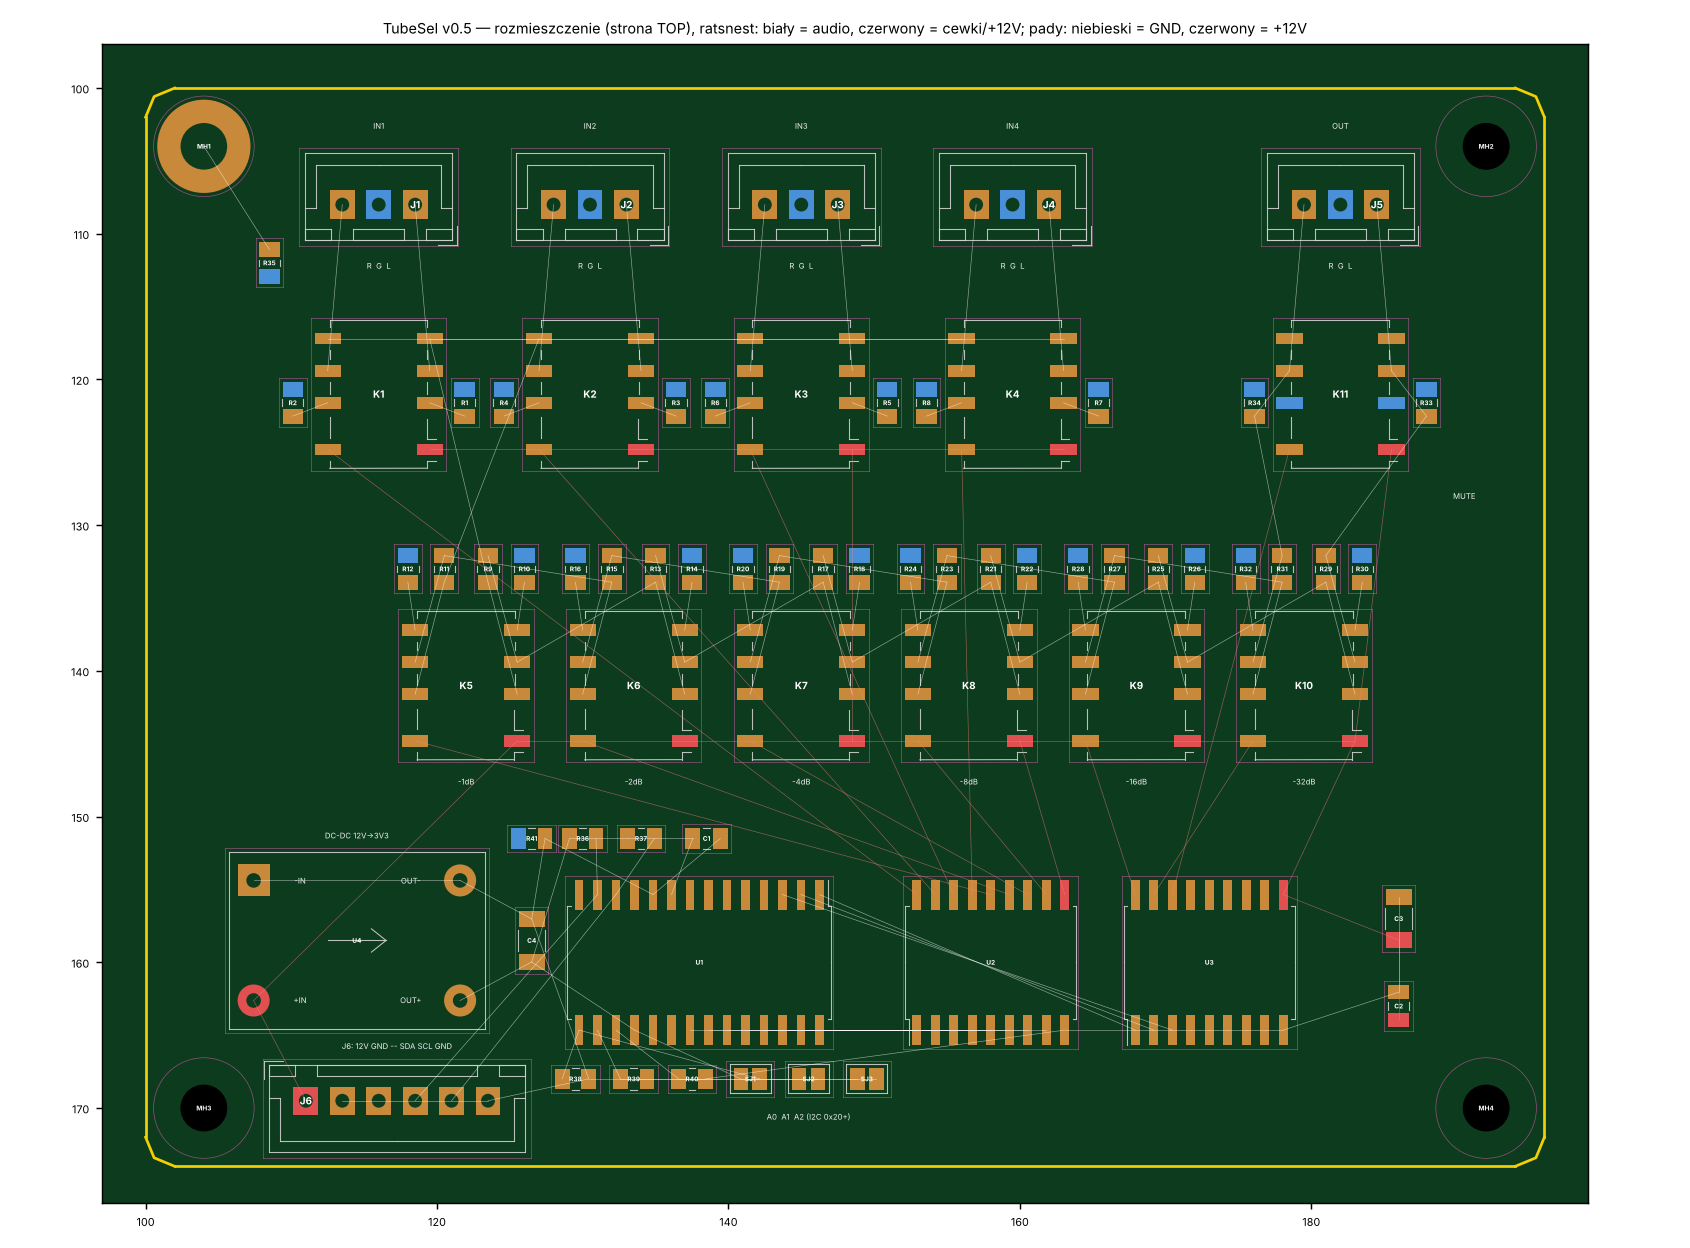 TubeSel v0.5 — rozmieszczenie (strona TOP), ratsnest: biały = audio, czerwony = cewki/+12V; pady: niebieski = GND, czerwony = +12V
100
IN1 IN2 IN3 IN4 OUT
MH1 MH2
J1 J2 J3 J4 J5
110
R35
R G L R G L R G L R G L R G L
120
K1 K2 K3 K4 K11
R2 R1 R4 R3 R6 R5 R8 R7 R34 R33
MUTE
130
R12 R11 R9 R10 R16 R15 R13 R14 R20 R19 R17 R18 R24 R23 R21 R22 R28 R27 R25 R26 R32 R31 R29 R30
140
K5 K6 K7 K8 K9 K10
-1dB -2dB -4dB -8dB -16dB -32dB
150
DC-DC 12V→3V3
R41 R36 R37 C1
-IN OUT-
C3
U4 C4
160
U1 U2 U3
+IN OUT+
C2
J6: 12V GND -- SDA SCL GND
R38 R39 R40 SJ1 SJ2 SJ3
J6
170
MH3 MH4
A0 A1 A2 (I2C 0x20+)
100 120 140 160 180